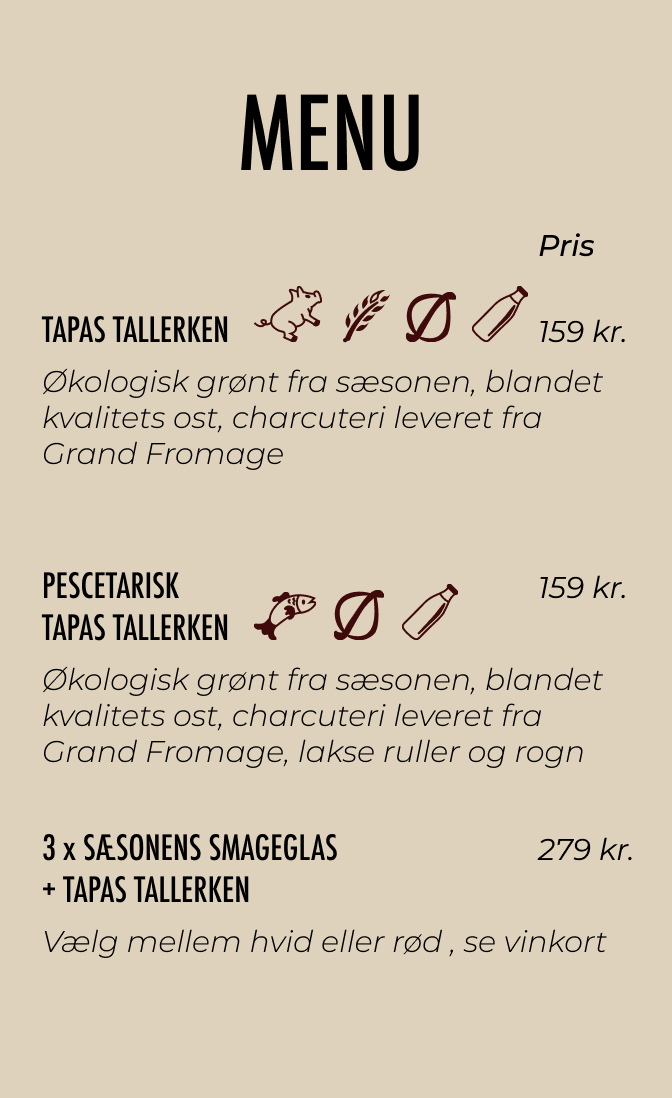 MENU
Pris
TAPAS TALLERKEN Ø 159 kr.
Økologisk grønt fra sæsonen, blandet
kvalitets ost, charcuteri leveret fra
Grand Fromage
PESCETARISK 159 kr.
TAPAS TALLERKEN Ø
Økologisk grønt fra sæsonen, blandet
kvalitets ost, charcuteri leveret fra
Grand Fromage, lakse ruller og rogn
3 x SÆSONENS SMAGEGLAS 279 kr.
+ TAPAS TALLERKEN
Vælg mellem hvid eller rød , se vinkort